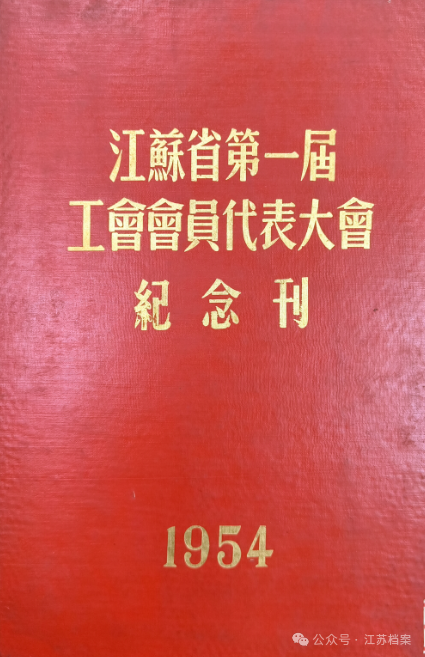 江蘇省第一届
工會會員代表大會
紀念刊
1954
公众号·江苏档案